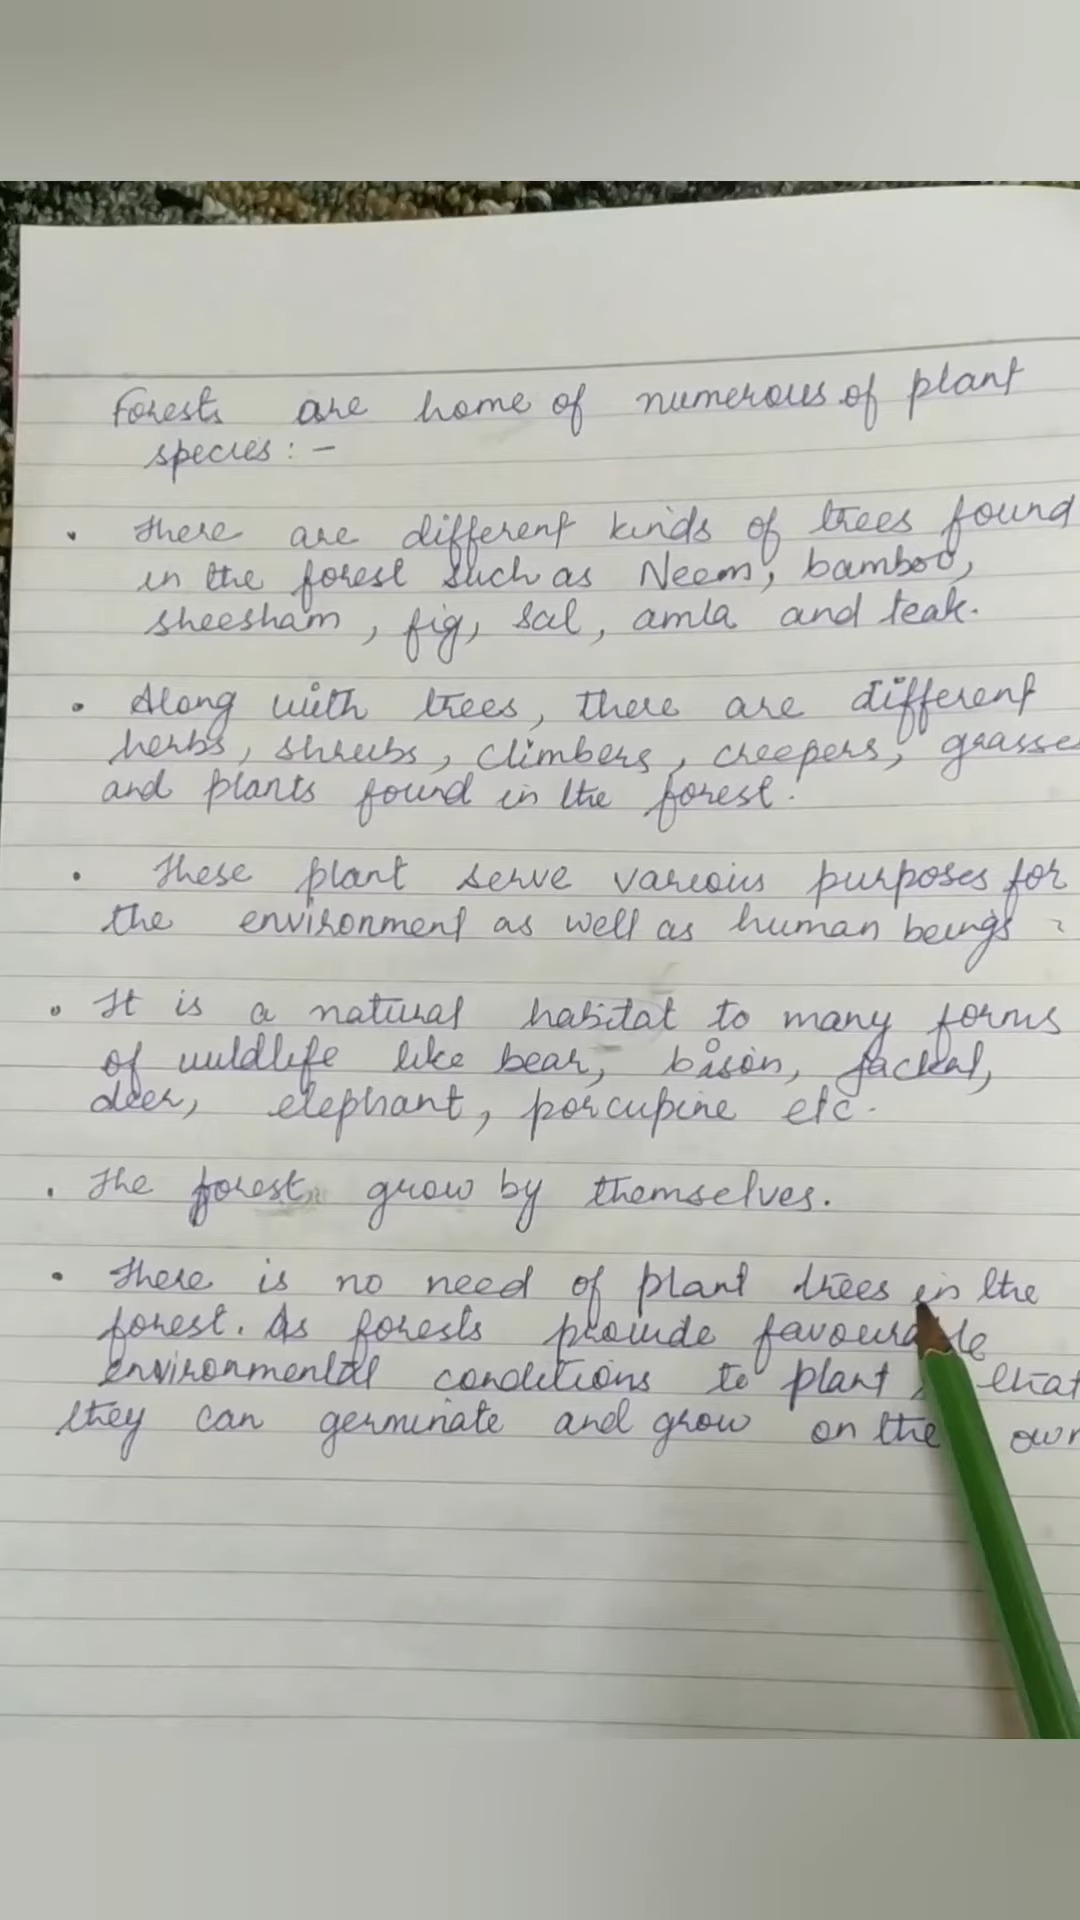 Forests are home of numerous of plant
species : -
• There are different kinds of trees found
in the forest such as Neem, bamboo,
sheesham, fig, sal, amla and teak.
• Along with trees, there are different
herbs, shrubs, climbers, creepers, grasse
and plants found in the forest.
• These plant serve various purposes for
the environment as well as human beings
• It is a natural habitat to many forms
of wildlife like bear, bison, jackal,
deer, elephant, porcupine etc.
• The forest grow by themselves.
• There is no need of plant trees in the
forest. As forests provide favourable
environmental conditions to plant that
they can germinate and grow on the own